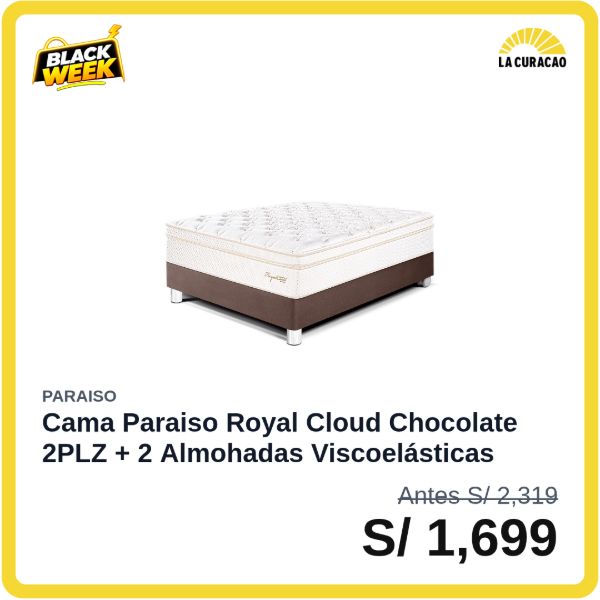 BLACK
WEEK
LA CURACAO
PARAISO
Cama Paraiso Royal Cloud Chocolate
2PLZ + 2 Almohadas Viscoelásticas
Antes S/ 2,319
S/ 1,699